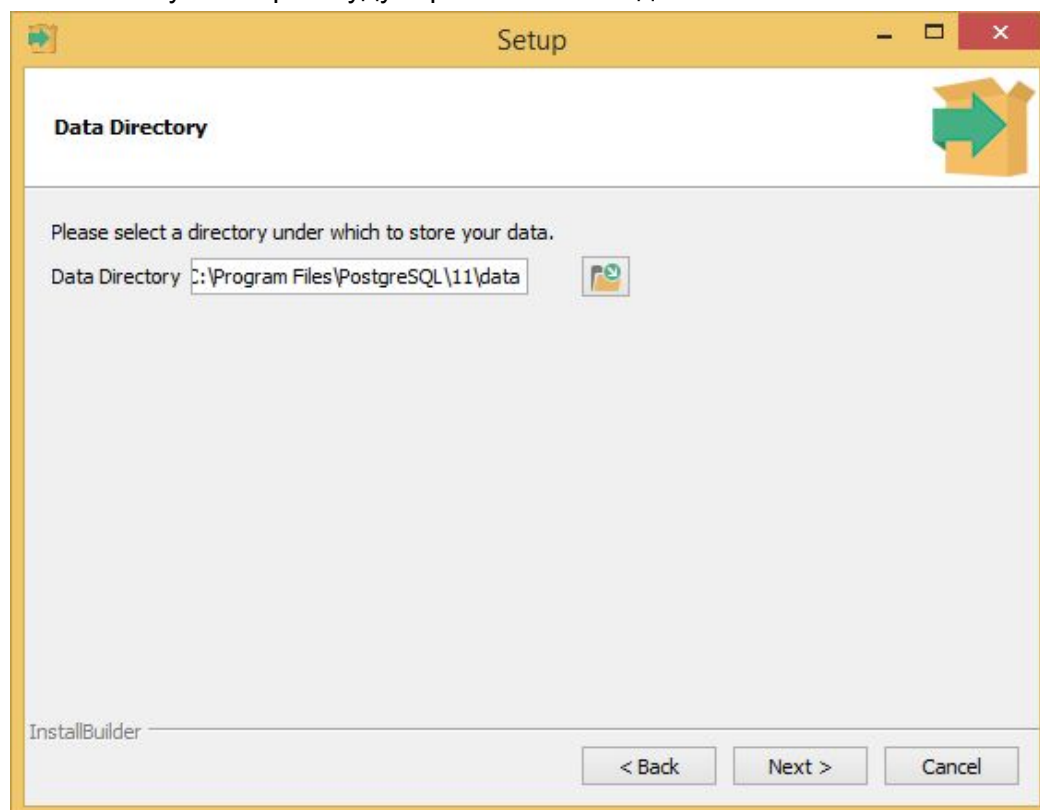 Setup
Data Directory
Please select a directory under which to store your data.
Data Directory :\Program Files\PostgreSQL\11\data
InstallBuilder
< Back Next > Cancel